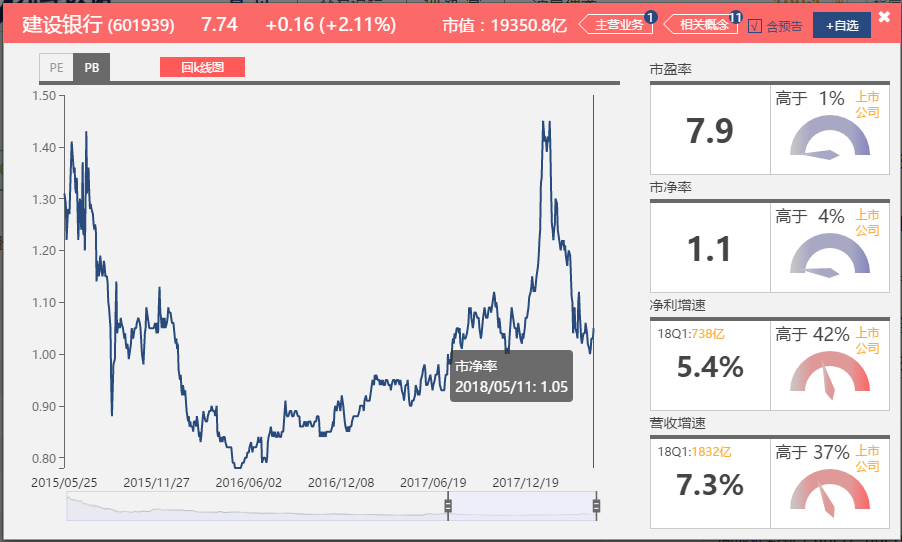 建设银行 (601939) 7.74 +0.16 (+2.11%) 市值：19350.8亿 主营业务 1 相关概念 11 含预告 +自选 ✖
PE PB 回k线图
市盈率
7.9 高于 1% 上市
公司
市净率
1.1 高于 4% 上市
公司
净利增速
18Q1:738亿 高于 42% 上市
公司
5.4%
营收增速
18Q1:1832亿 高于 37% 上市
公司
7.3%
1.50
1.40
1.30
1.20
1.10
1.00
0.90
0.80
市净率
2018/05/11: 1.05
2015/05/25 2015/11/27 2016/06/02 2016/12/08 2017/06/19 2017/12/19